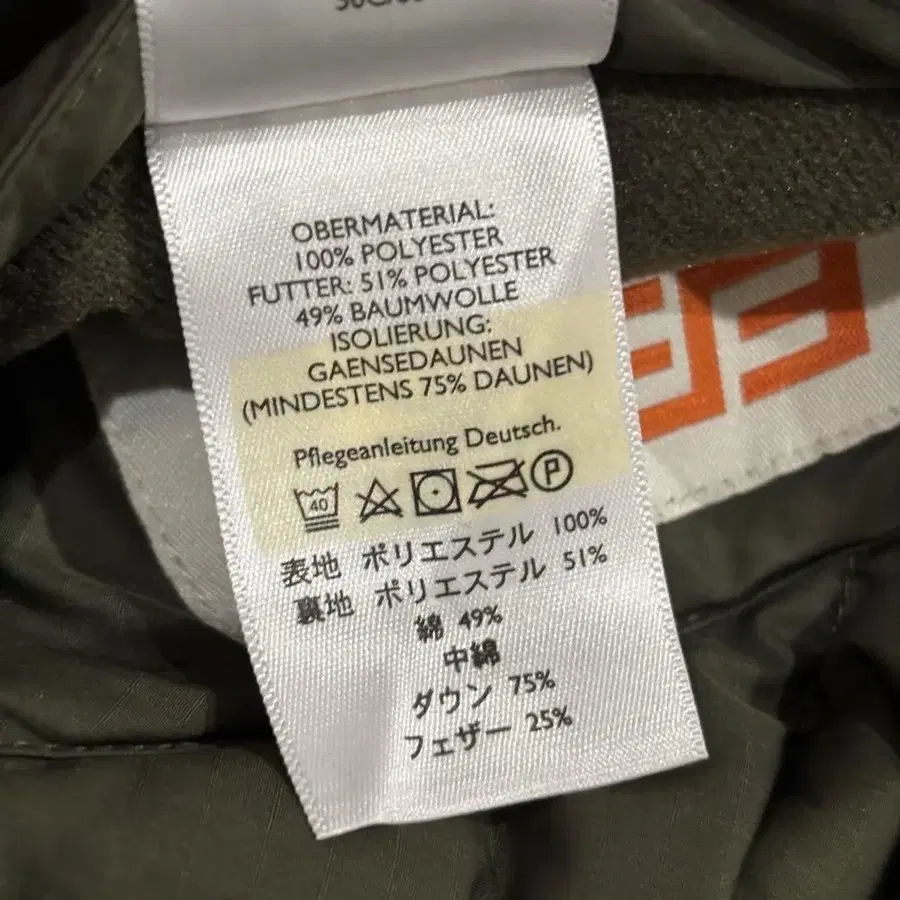 OBERMATERIAL:
100% POLYESTER
FUTTER: 51% POLYESTER
49% BAUMWOLLE
ISOLIERUNG:
GAENSEDAUNEN
(MINDESTENS 75% DAUNEN)
Pflegeanleitung Deutsch.
40 P
表地 ポリエステル 100%
裏地 ポリエステル 51%
綿 49%
中綿
ダウン 75%
フェザー 25%